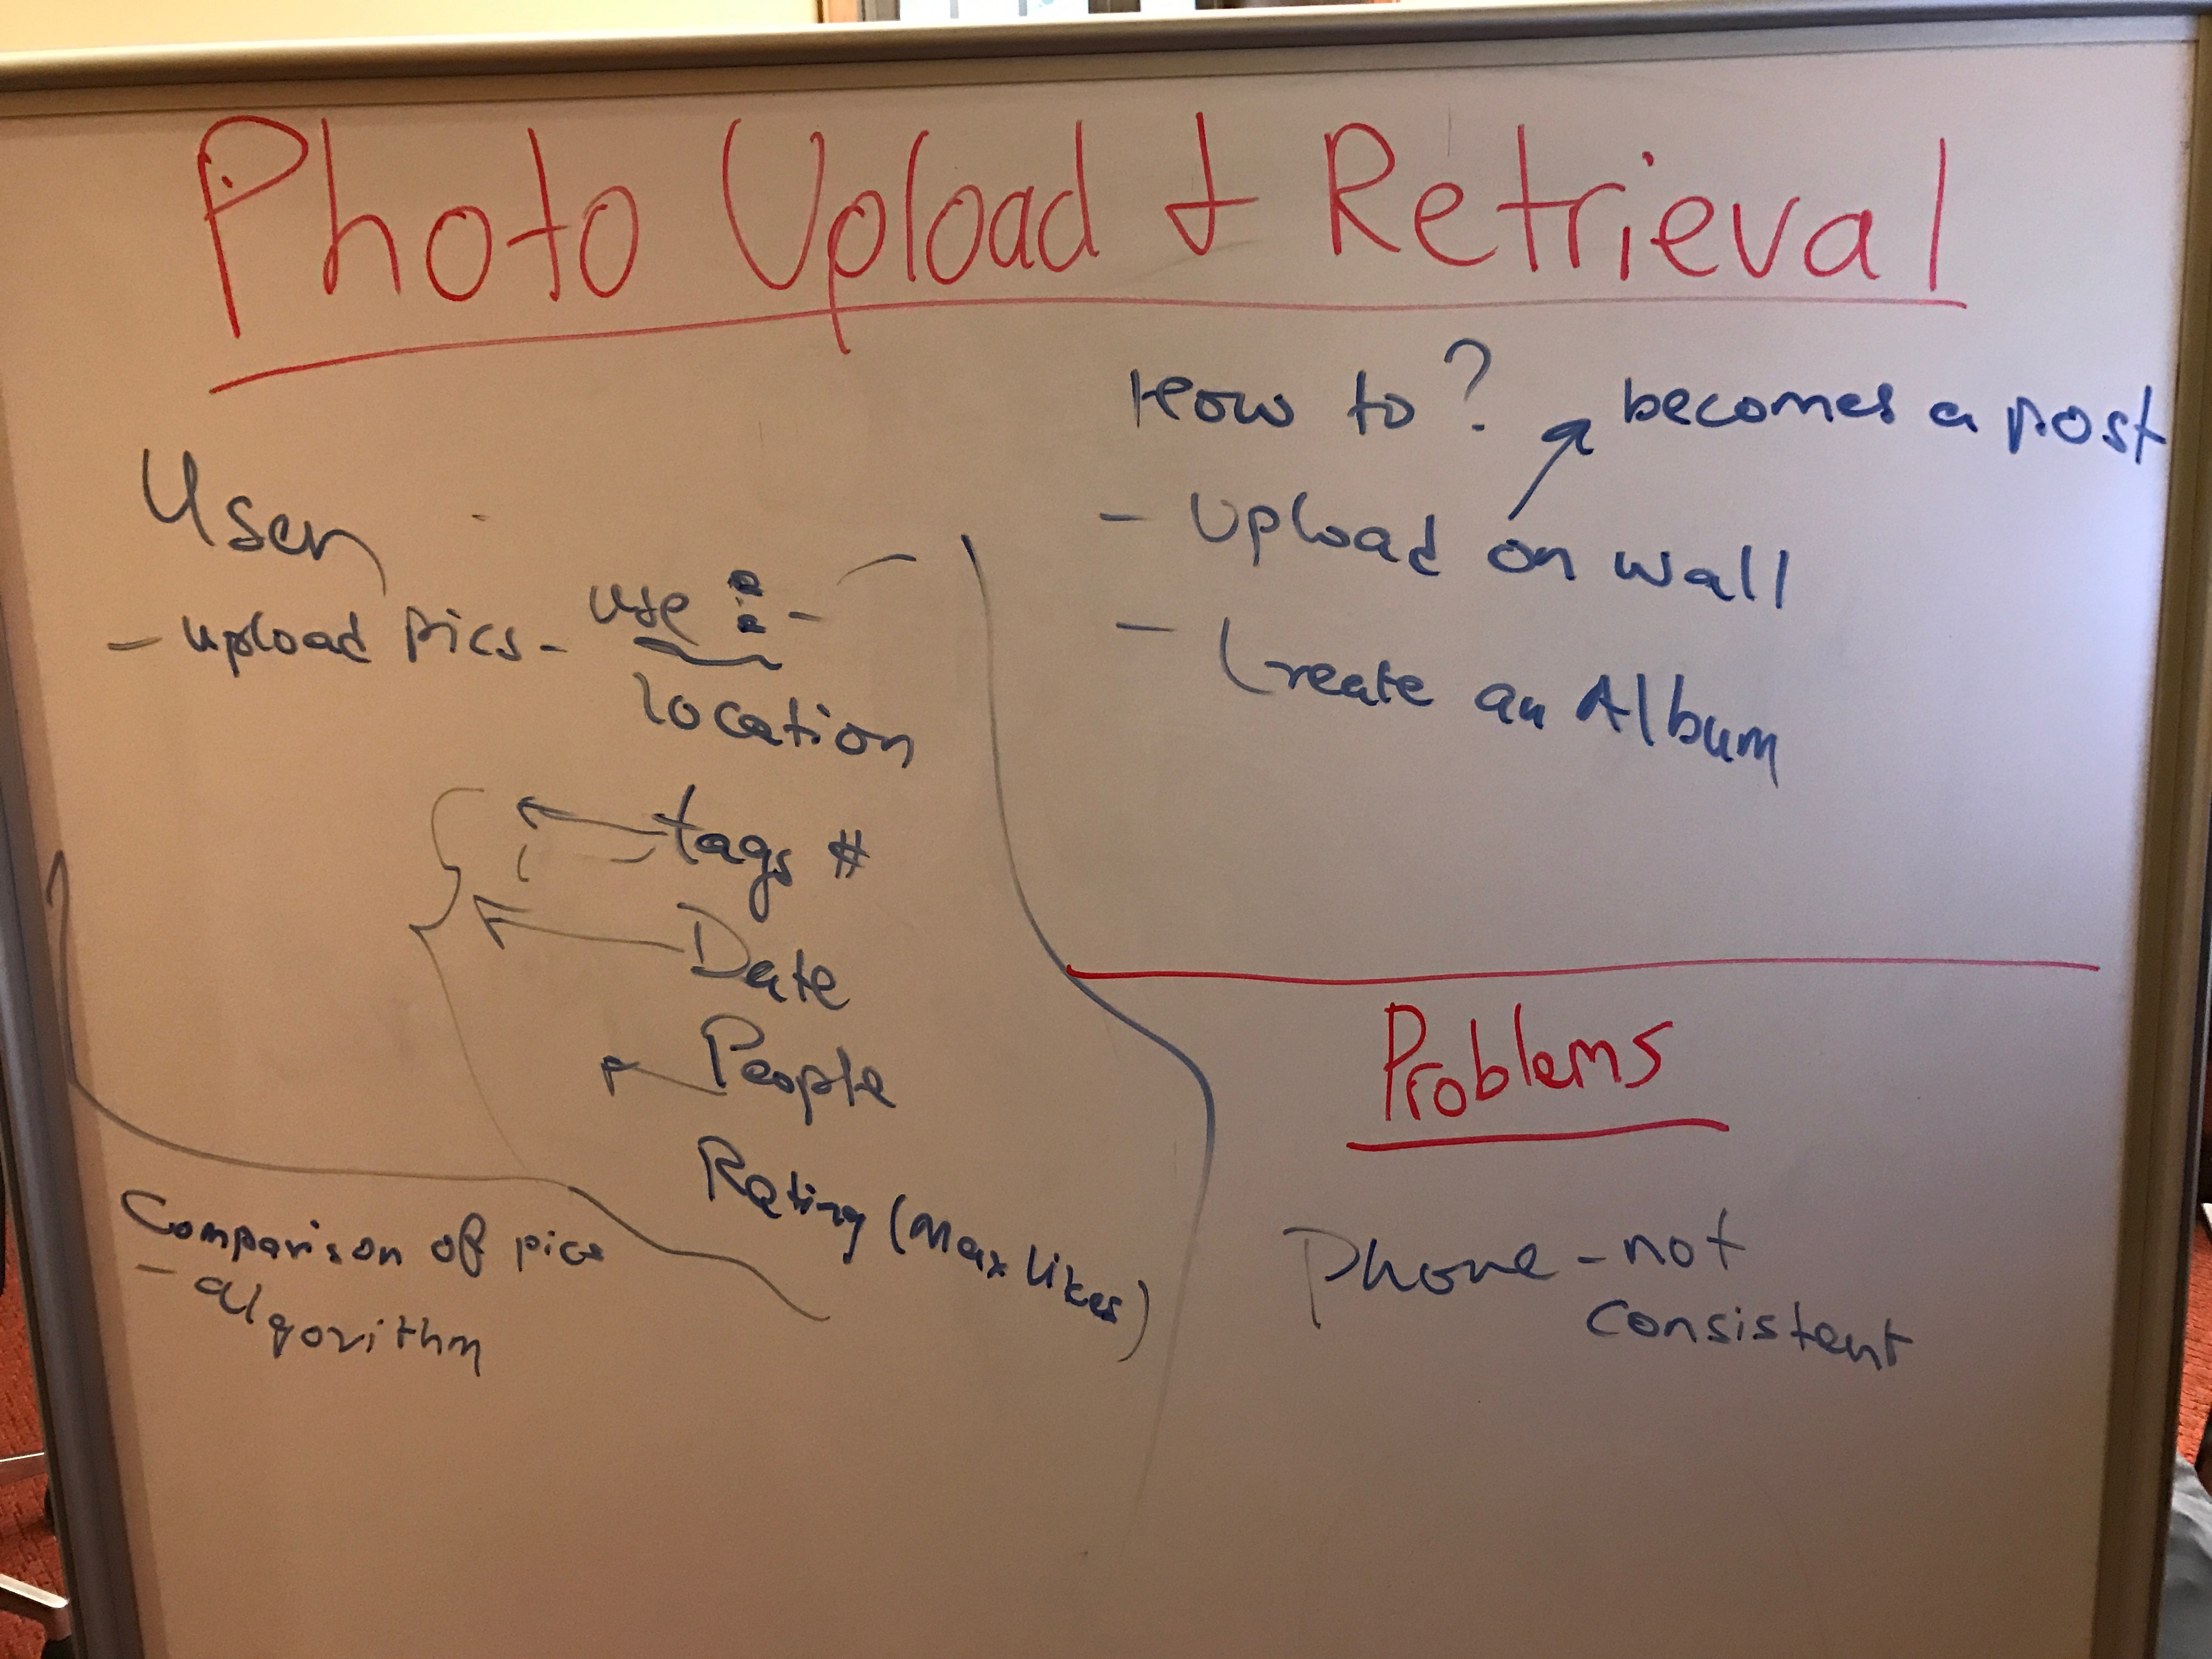 Photo Upload & Retrieval
User
- upload pics - use : -
location
tags #
Date
People
Rating (Max likes)
Comparison of pics
- algorithm
How to?
becomes a post
- Upload on wall
- Create an Album
Problems
Phone - not
consistent